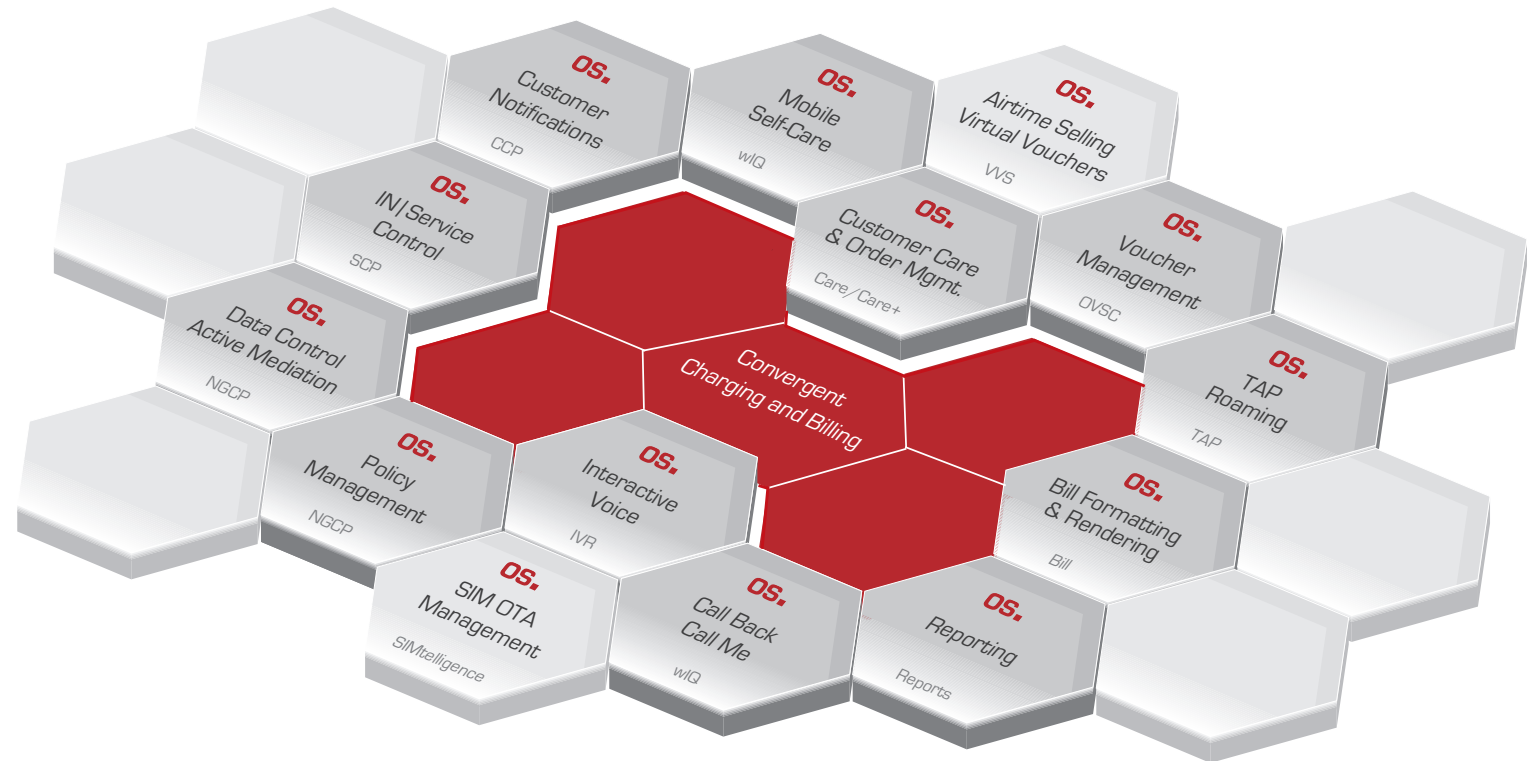 os.
Customer
Notifications
CCP
os.
Mobile
Self-Care
wIQ
os.
Airtime Selling
Virtual Vouchers
VVS
os.
IN|Service
Control
SCP
os.
Customer Care
& Order Mgmt.
Care/Care+
os.
Voucher
Management
OVSC
os.
Data Control
Active Mediation
NGCP
Convergent
Charging and Billing
os.
TAP
Roaming
TAP
os.
Policy
Management
NGCP
os.
Interactive
Voice
IVR
os.
Bill Formatting
& Rendering
Bill
os.
SIM OTA
Management
SIMtelligence
os.
Call Back
Call Me
wIQ
os.
Reporting
Reports